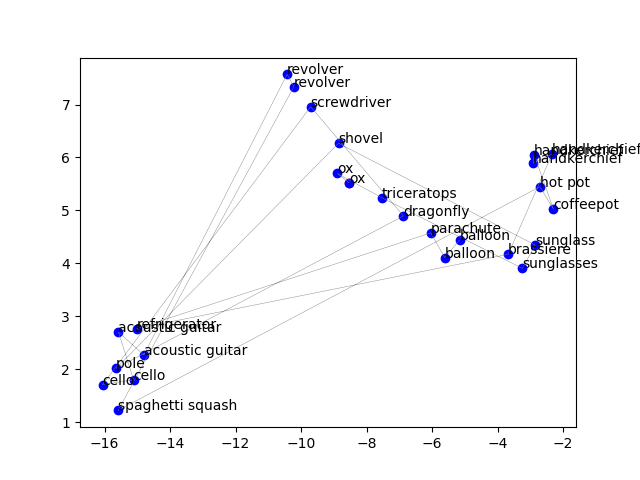 revolver
revolver
screwdriver
shovel
handkerchief
handkerchief
handkerchief
ox
ox
hot pot
triceratops
coffeepot
dragonfly
parachute
balloon
sunglass
brassiere
balloon
sunglasses
refrigerator
acoustic guitar
acoustic guitar
pole
cello
cello
spaghetti squash
7
6
5
4
3
2
1
−16 −14 −12 −10 −8 −6 −4 −2